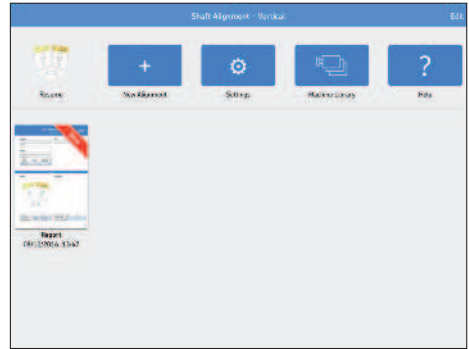 Shaft Alignment - Vertical
Edit
Resume
New Alignment
Settings
Machine Library
Help
Report